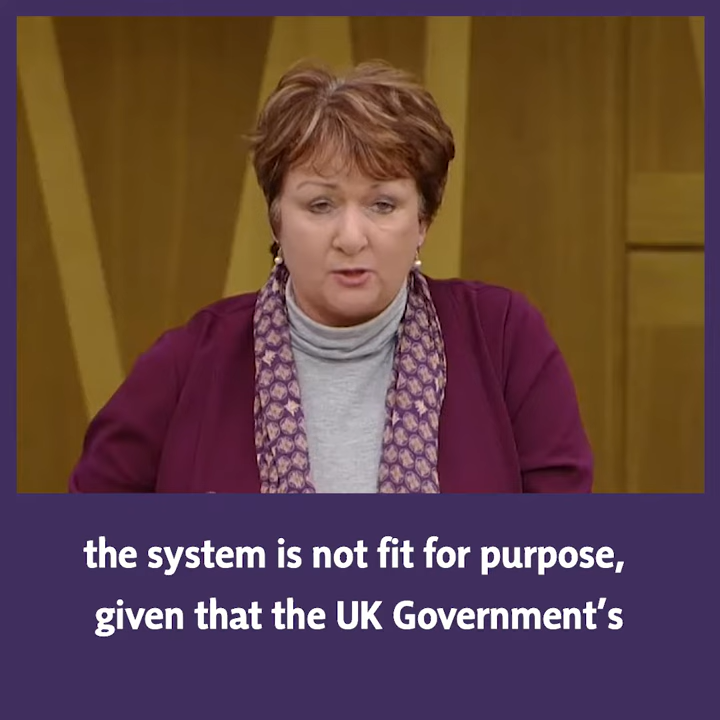 the system is not fit for purpose,
given that the UK Government’s